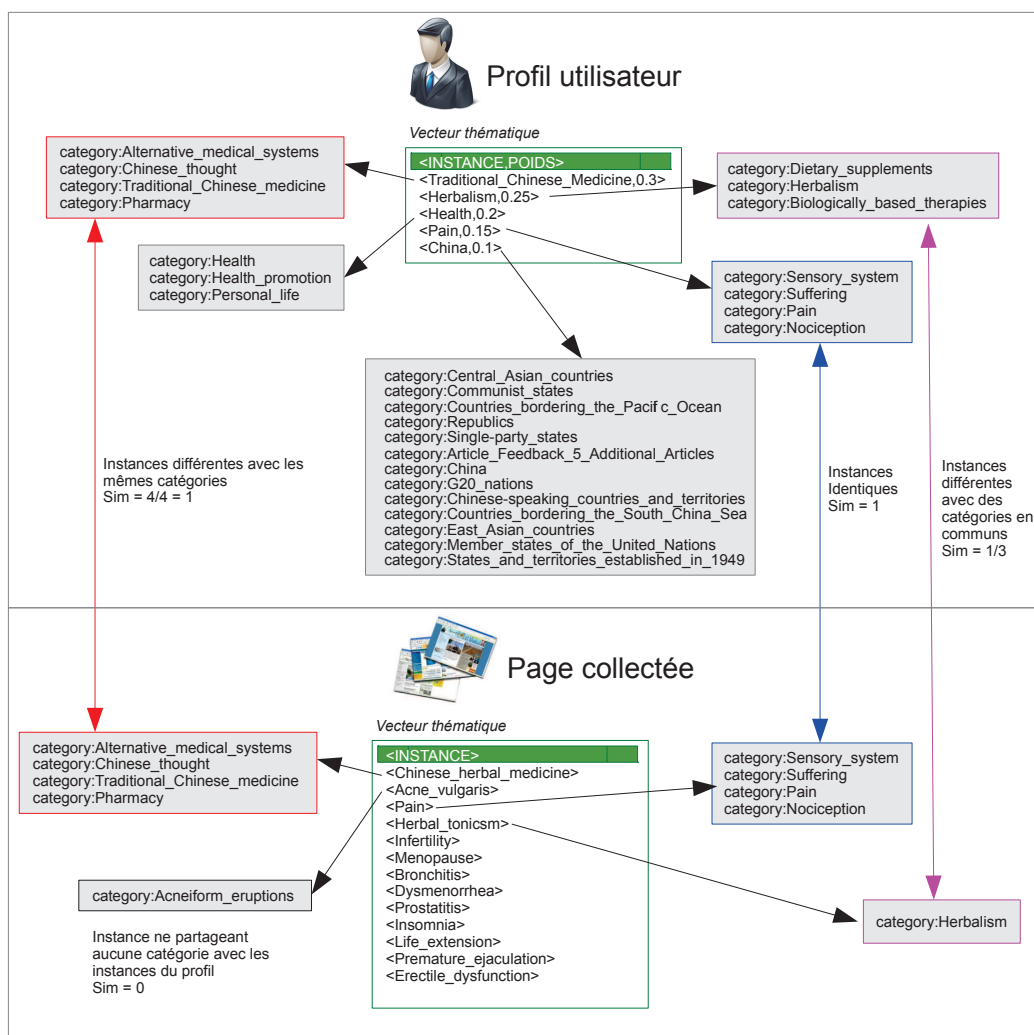 Profil utilisateur
Vecteur thématique
category:Alternative_medical_systems
category:Chinese_thought
category:Traditional_Chinese_medicine
category:Pharmacy
<INSTANCE,POIDS>
<Traditional_Chinese_Medicine,0.3>
<Herbalism,0.25>
<Health,0.2>
<Pain,0.15>
<China,0.1>
category:Dietary_supplements
category:Herbalism
category:Biologically_based_therapies
category:Health
category:Health_promotion
category:Personal_life
category:Sensory_system
category:Suffering
category:Pain
category:Nociception
category:Central_Asian_countries
category:Communist_states
category:Countries_bordering_the_Pacific_Ocean
category:Republics
category:Single-party_states
category:Article_Feedback_5_Additional_Articles
category:China
category:G20_nations
category:Chinese-speaking_countries_and_territories
category:Countries_bordering_the_South_China_Sea
category:East_Asian_countries
category:Member_states_of_the_United_Nations
category:States_and_territories_established_in_1949
Instances différentes avec les
mêmes catégories
Sim = 4/4 = 1
Instances
Identiques
Sim = 1
Instances
différentes
avec des
catégories en
communs
Sim = 1/3
Page collectée
Vecteur thématique
category:Alternative_medical_systems
category:Chinese_thought
category:Traditional_Chinese_medicine
category:Pharmacy
<INSTANCE>
<Chinese_herbal_medicine>
<Acne_vulgaris>
<Pain>
<Herbal_tonicsm>
<Infertility>
<Menopause>
<Bronchitis>
<Dysmenorrhea>
<Prostatitis>
<Insomnia>
<Life_extension>
<Premature_ejaculation>
<Erectile_dysfunction>
category:Sensory_system
category:Suffering
category:Pain
category:Nociception
category:Acneiform_eruptions
Instance ne partageant
aucune catégorie avec les
instances du profil
Sim = 0
category:Herbalism